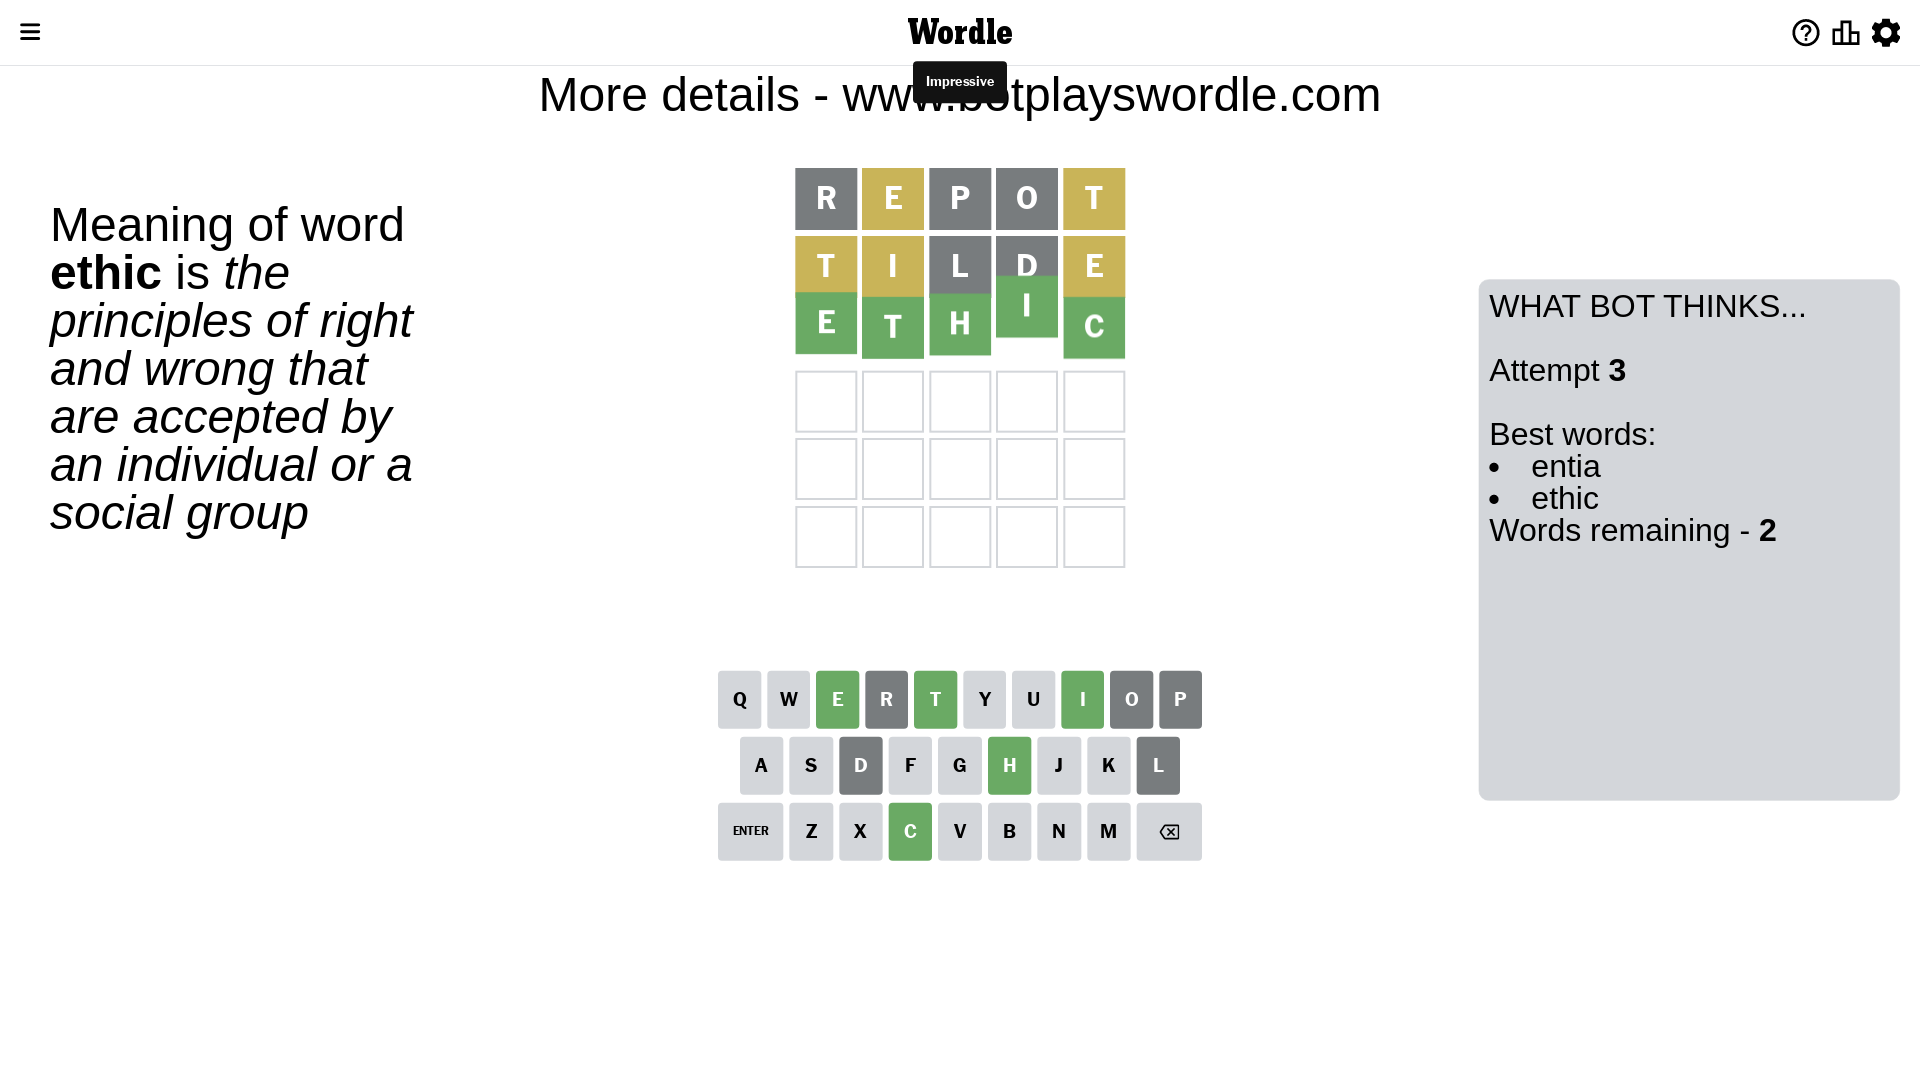 Wordle
Impressive
More details - www.botplayswordle.com
Meaning of word
ethic is the
principles of right
and wrong that
are accepted by
an individual or a
social group
R E P O T
T I L D E
E T H I C
WHAT BOT THINKS...
Attempt 3
Best words:
• entia
• ethic
Words remaining - 2
Q W E R T Y U I O P
A S D F G H J K L
ENTER Z X C V B N M